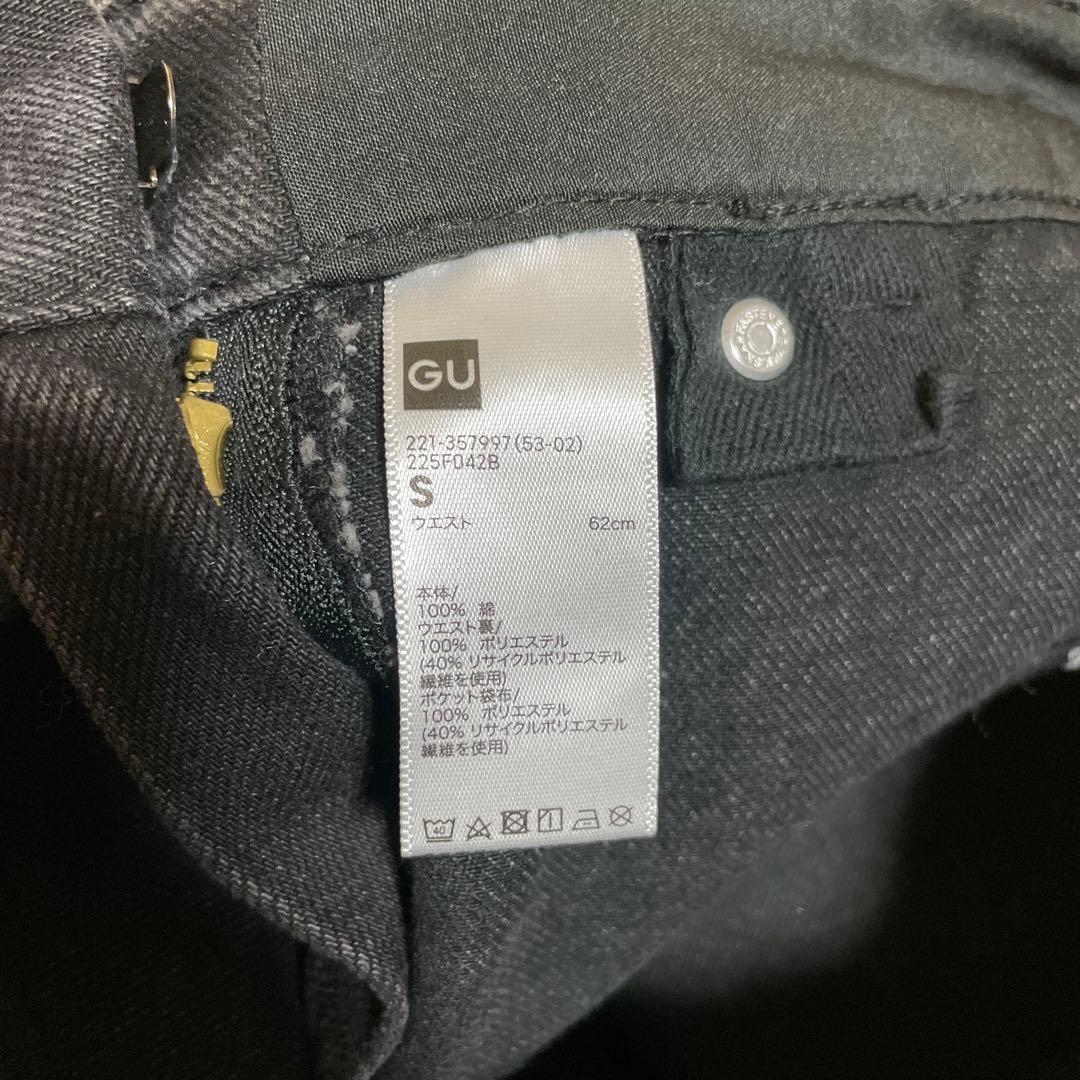 GU
221-357997(53-02)
225F042B
S
ウエスト 62cm
本体/
100% 綿
ウエスト裏/
100% ポリエステル
(40% リサイクルポリエステル
繊維を使用)
ポケット袋布/
100% ポリエステル
(40% リサイクルポリエステル
繊維を使用)
40